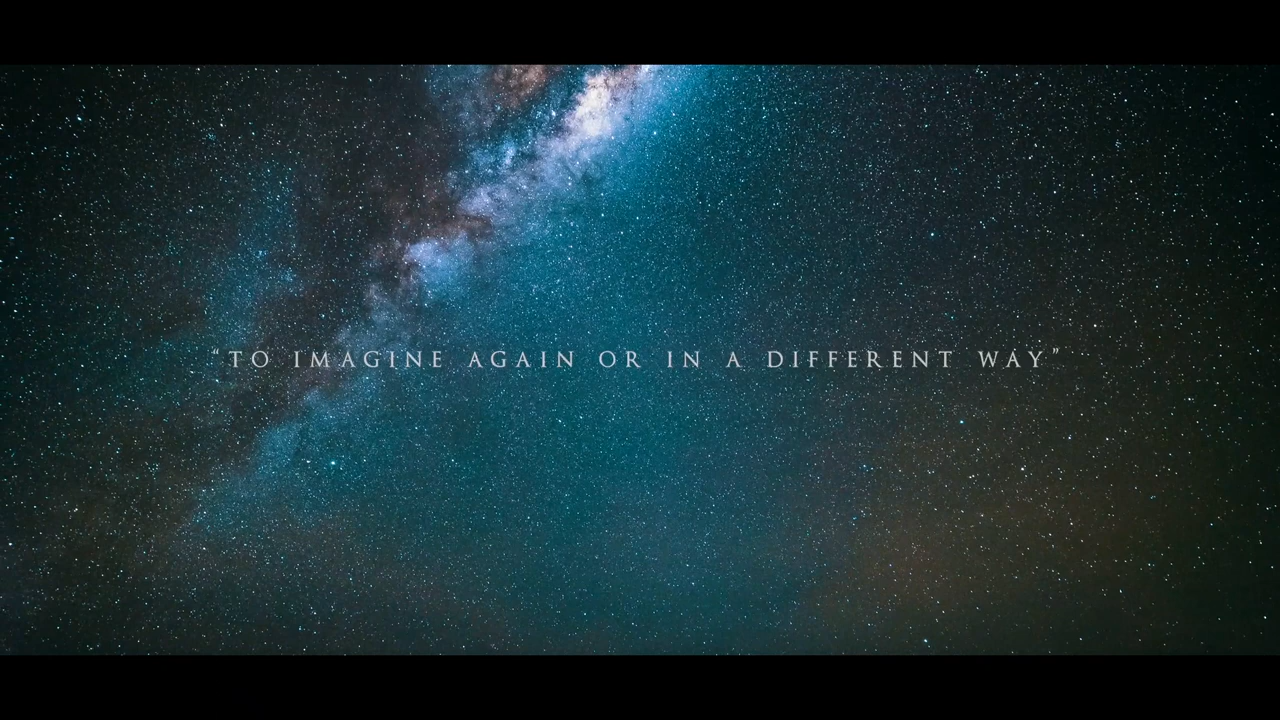 “TO IMAGINE AGAIN OR IN A DIFFERENT WAY”